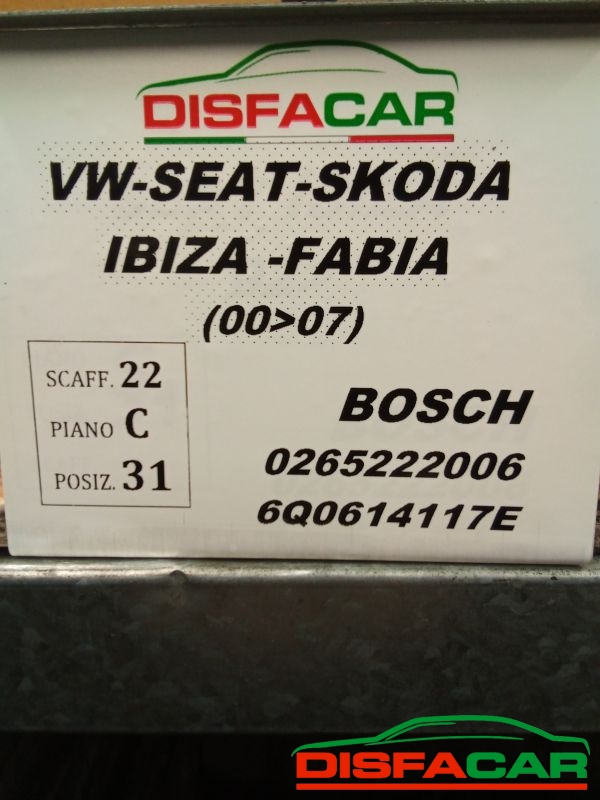 DISFACAR
VW-SEAT-SKODA
IBIZA -FABIA
(00>07)
SCAFF. 22
PIANO C
POSIZ. 31
BOSCH
0265222006
6Q0614117E
DISFACAR